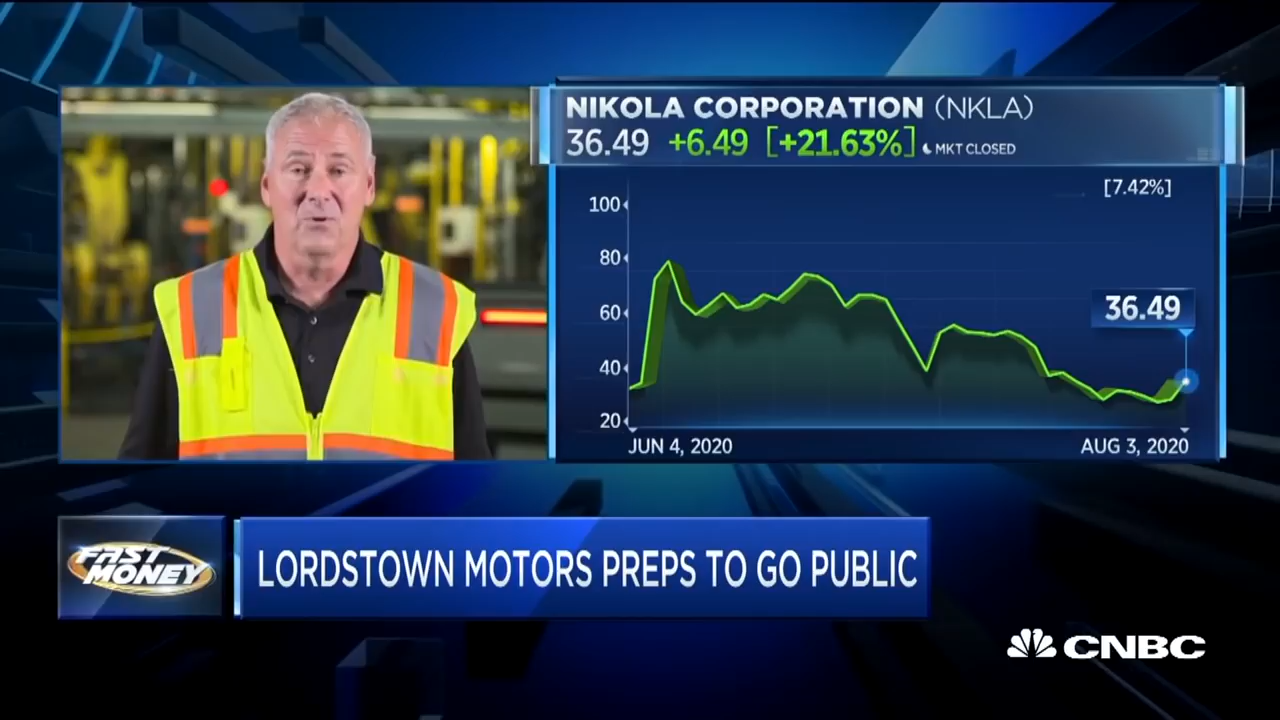 NIKOLA CORPORATION (NKLA)
36.49 +6.49 [+21.63%] MKT CLOSED
[7.42%]
100
80
60
40
20
36.49
JUN 4, 2020 AUG 3, 2020
FAST MONEY
LORDSTOWN MOTORS PREPS TO GO PUBLIC
CNBC